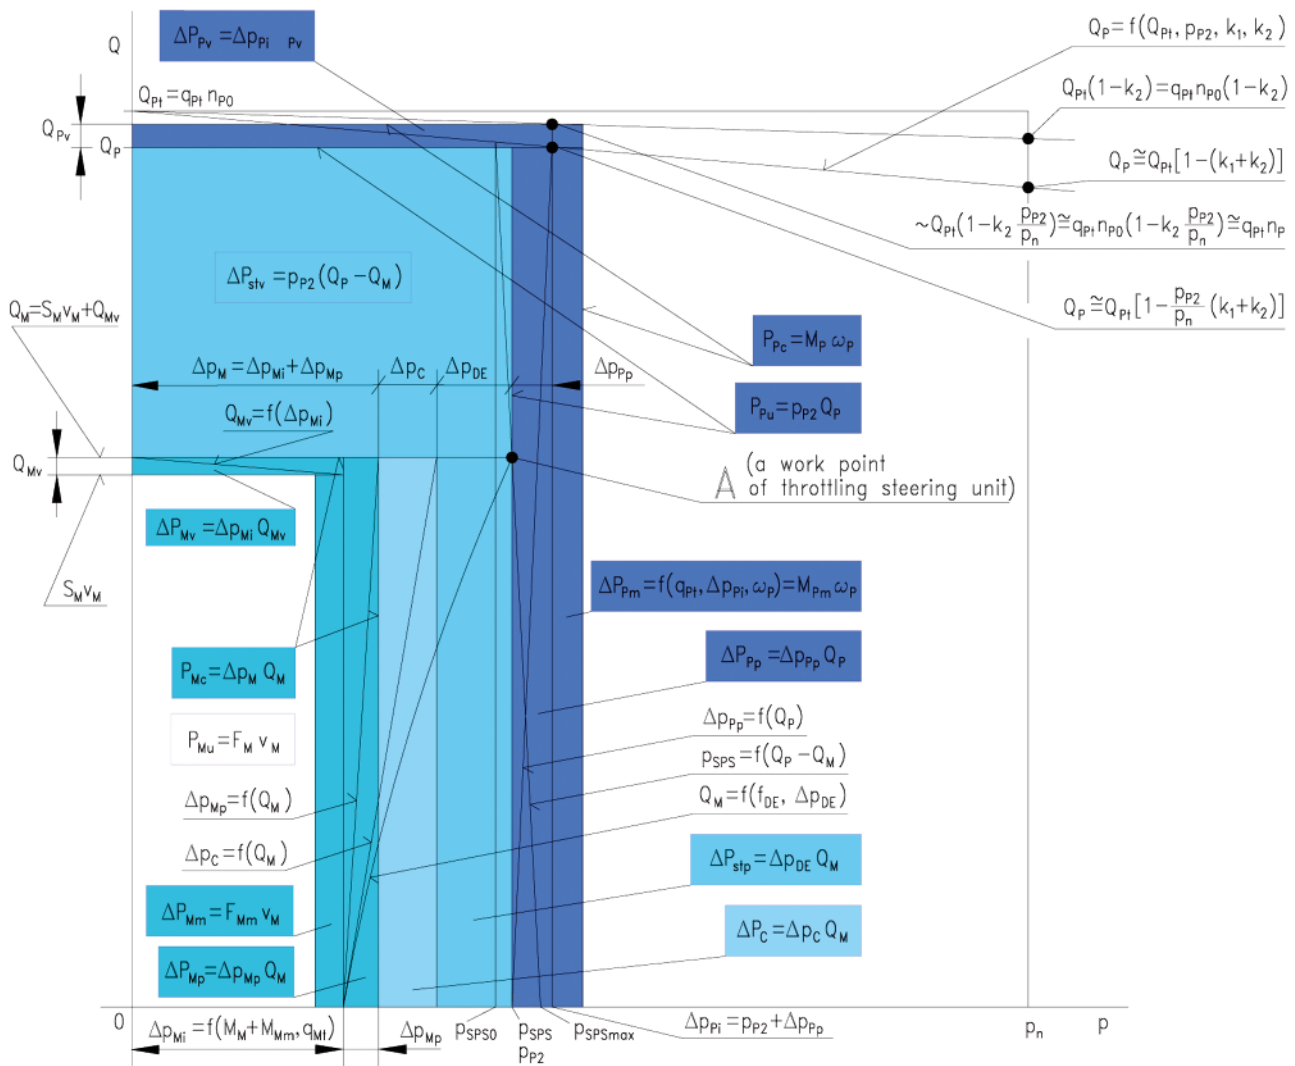 Q
ΔP_Pv = Δp_Pi   Pv
Q_P = f(Q_Pt, p_P2, k_1, k_2)
Q_Pt = q_Pt n_P0
Q_Pt(1-k_2) = q_Pt n_P0(1-k_2)
Q_Pv
Q_P
Q_P ≅ Q_Pt[1-(k_1+k_2)]
~Q_Pt(1-k_2 p_P2/p_n) ≅ q_Pt n_P0(1-k_2 p_P2/p_n) ≅ q_Pt n_P
ΔP_stv = p_P2(Q_P - Q_M)
Q_M = S_M v_M + Q_Mv
Q_P ≅ Q_Pt[1- p_P2/p_n (k_1+k_2)]
P_Pc = M_P ω_P
Δp_M = Δp_Mi + Δp_Mp
Δp_C
Δp_DE
Δp_Pp
P_Pu = p_P2 Q_P
Q_Mv = f(Δp_Mi)
Q_Mv
A (a work point
of throttling steering unit)
ΔP_Mv = Δp_Mi Q_Mv
S_M v_M
ΔP_Pm = f(q_Pt, Δp_Pi, ω_P) = M_Pm ω_P
ΔP_Pp = Δp_Pp Q_P
P_Mc = Δp_M Q_M
Δp_Pp = f(Q_P)
P_Mu = F_M v_M
p_SPS = f(Q_P - Q_M)
Δp_Mp = f(Q_M)
Q_M = f(f_DE, Δp_DE)
Δp_C = f(Q_M)
ΔP_stp = Δp_DE Q_M
ΔP_Mm = F_Mm v_M
ΔP_C = Δp_C Q_M
ΔP_Mp = Δp_Mp Q_M
0
Δp_Mi = f(M_M + M_Mm, q_Mt)
Δp_Mp
p_SPS0
p_SPS
p_P2
p_SPSmax
Δp_Pi = p_P2 + Δp_Pp
p_n
p